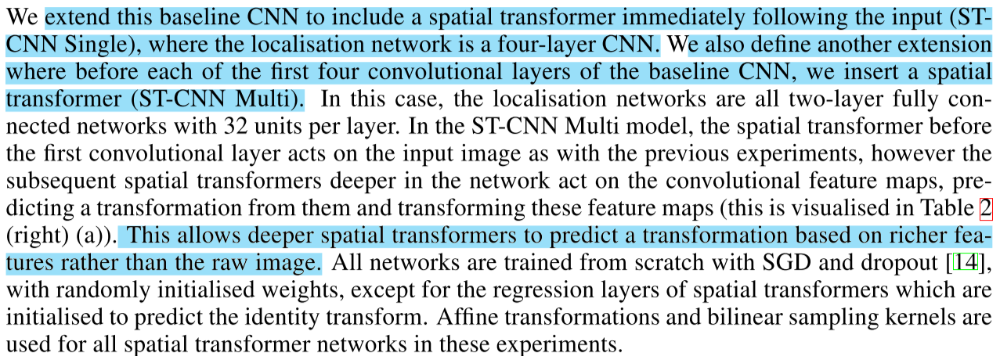 We extend this baseline CNN to include a spatial transformer immediately following the input (ST-
CNN Single), where the localisation network is a four-layer CNN. We also define another extension
where before each of the first four convolutional layers of the baseline CNN, we insert a spatial
transformer (ST-CNN Multi). In this case, the localisation networks are all two-layer fully con-
nected networks with 32 units per layer. In the ST-CNN Multi model, the spatial transformer before
the first convolutional layer acts on the input image as with the previous experiments, however the
subsequent spatial transformers deeper in the network act on the convolutional feature maps, pre-
dicting a transformation from them and transforming these feature maps (this is visualised in Table 2
(right) (a)). This allows deeper spatial transformers to predict a transformation based on richer fea-
tures rather than the raw image. All networks are trained from scratch with SGD and dropout [14],
with randomly initialised weights, except for the regression layers of spatial transformers which are
initialised to predict the identity transform. Affine transformations and bilinear sampling kernels are
used for all spatial transformer networks in these experiments.